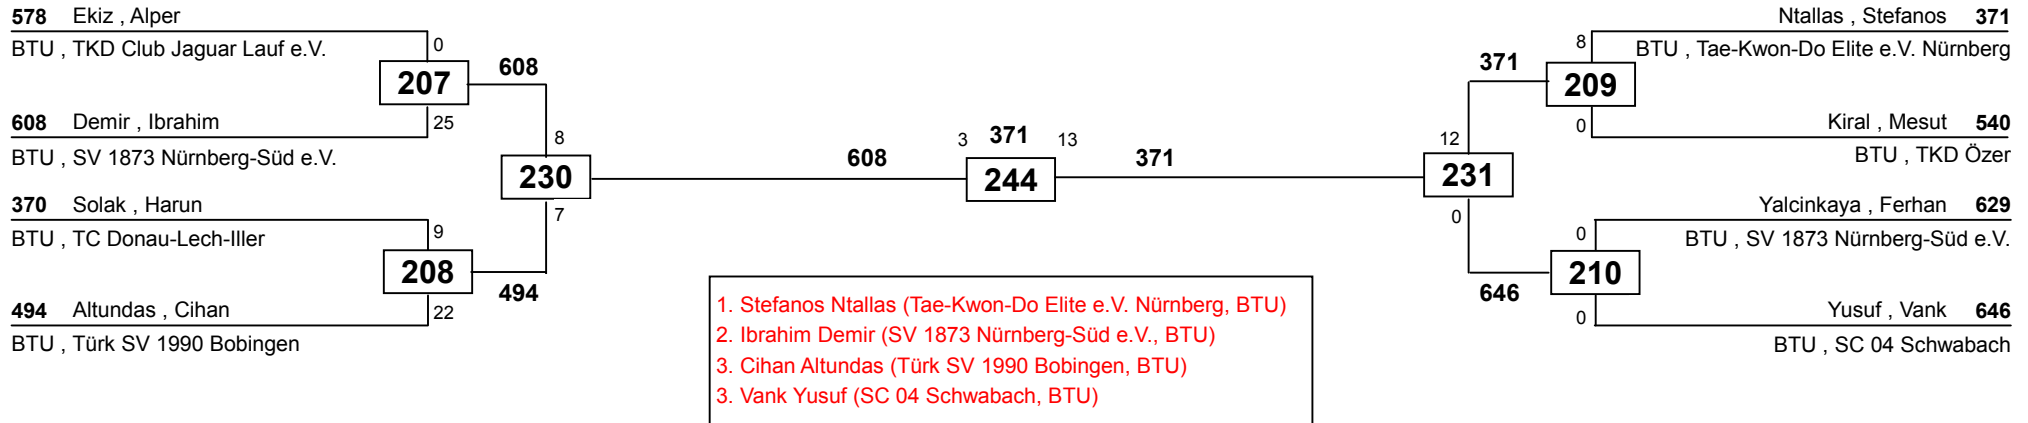 578 Ekiz , Alper
BTU , TKD Club Jaguar Lauf e.V.
0
207
608
25
608 Demir , Ibrahim
BTU , SV 1873 Nürnberg-Süd e.V.
8
230
7
370 Solak , Harun
BTU , TC Donau-Lech-Iller
9
208
494
22
494 Altundas , Cihan
BTU , Türk SV 1990 Bobingen
608
3 371 13
244
371
Ntallas , Stefanos 371
BTU , Tae-Kwon-Do Elite e.V. Nürnberg
8
371
209
0
Kiral , Mesut 540
BTU , TKD Özer
12
231
0
Yalcinkaya , Ferhan 629
BTU , SV 1873 Nürnberg-Süd e.V.
0
210
646
0
Yusuf , Vank 646
BTU , SC 04 Schwabach
1. Stefanos Ntallas (Tae-Kwon-Do Elite e.V. Nürnberg, BTU)
2. Ibrahim Demir (SV 1873 Nürnberg-Süd e.V., BTU)
3. Cihan Altundas (Türk SV 1990 Bobingen, BTU)
3. Vank Yusuf (SC 04 Schwabach, BTU)